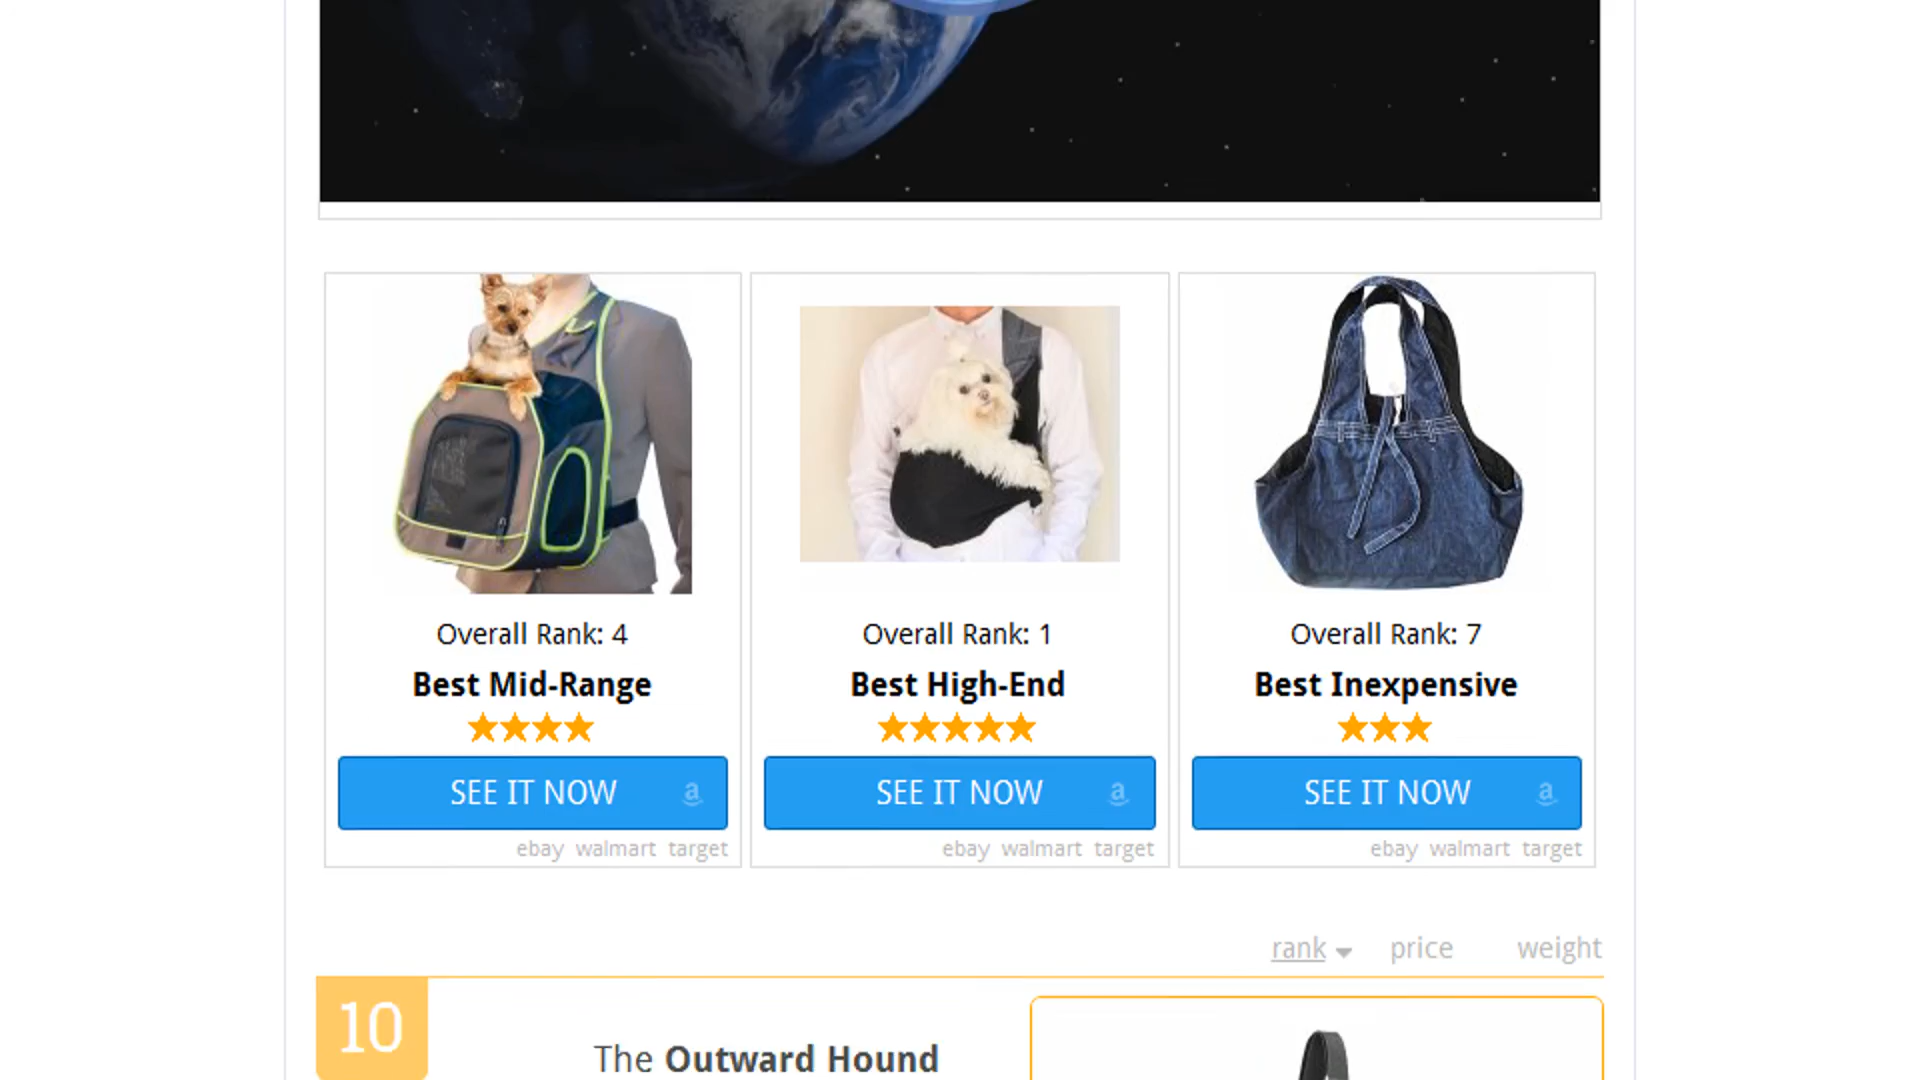 Overall Rank: 4
Best Mid-Range
SEE IT NOW a
ebay walmart target
Overall Rank: 1
Best High-End
SEE IT NOW a
ebay walmart target
Overall Rank: 7
Best Inexpensive
SEE IT NOW a
ebay walmart target
rank price weight
10
The Outward Hound